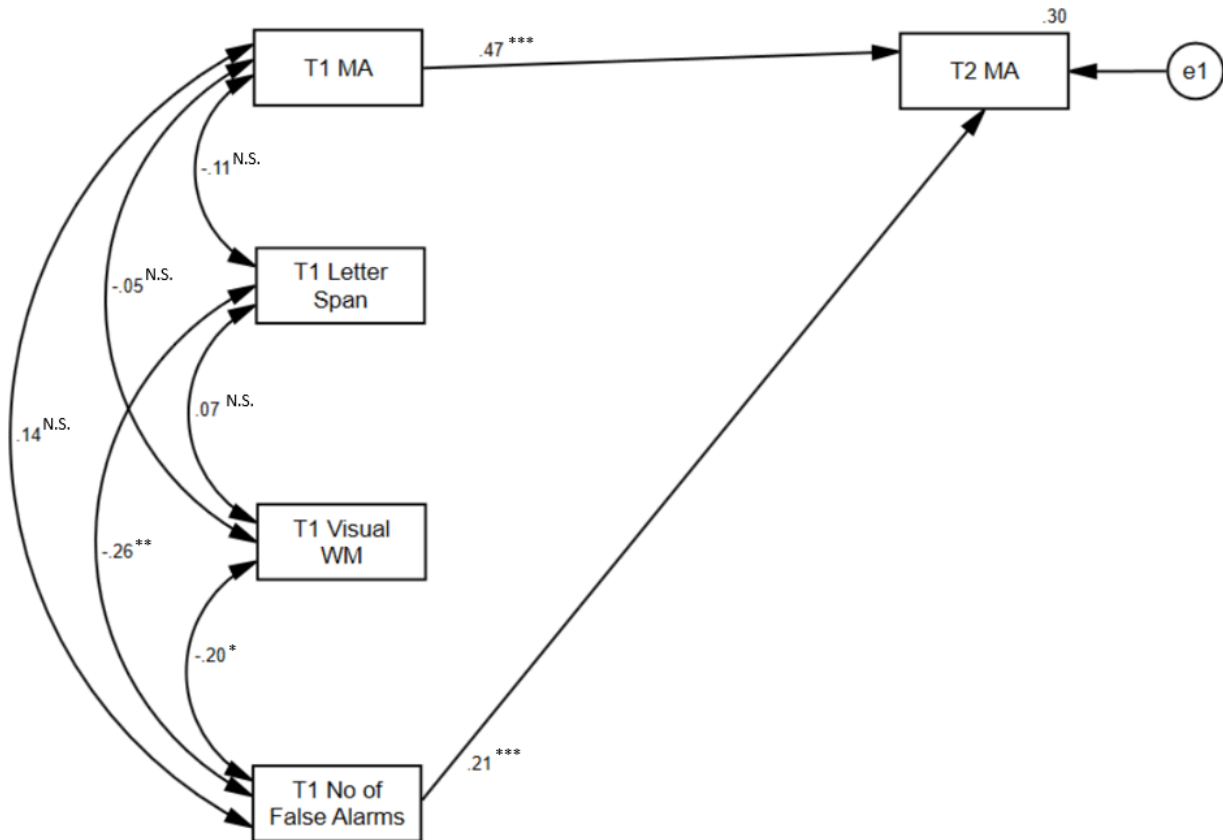 .30
T1 MA
.47 ***
T2 MA
e1
-.11 N.S.
T1 Letter
Span
-.05 N.S.
.07 N.S.
.14 N.S.
T1 Visual
WM
-.26 **
-.20 *
.21 ***
T1 No of
False Alarms